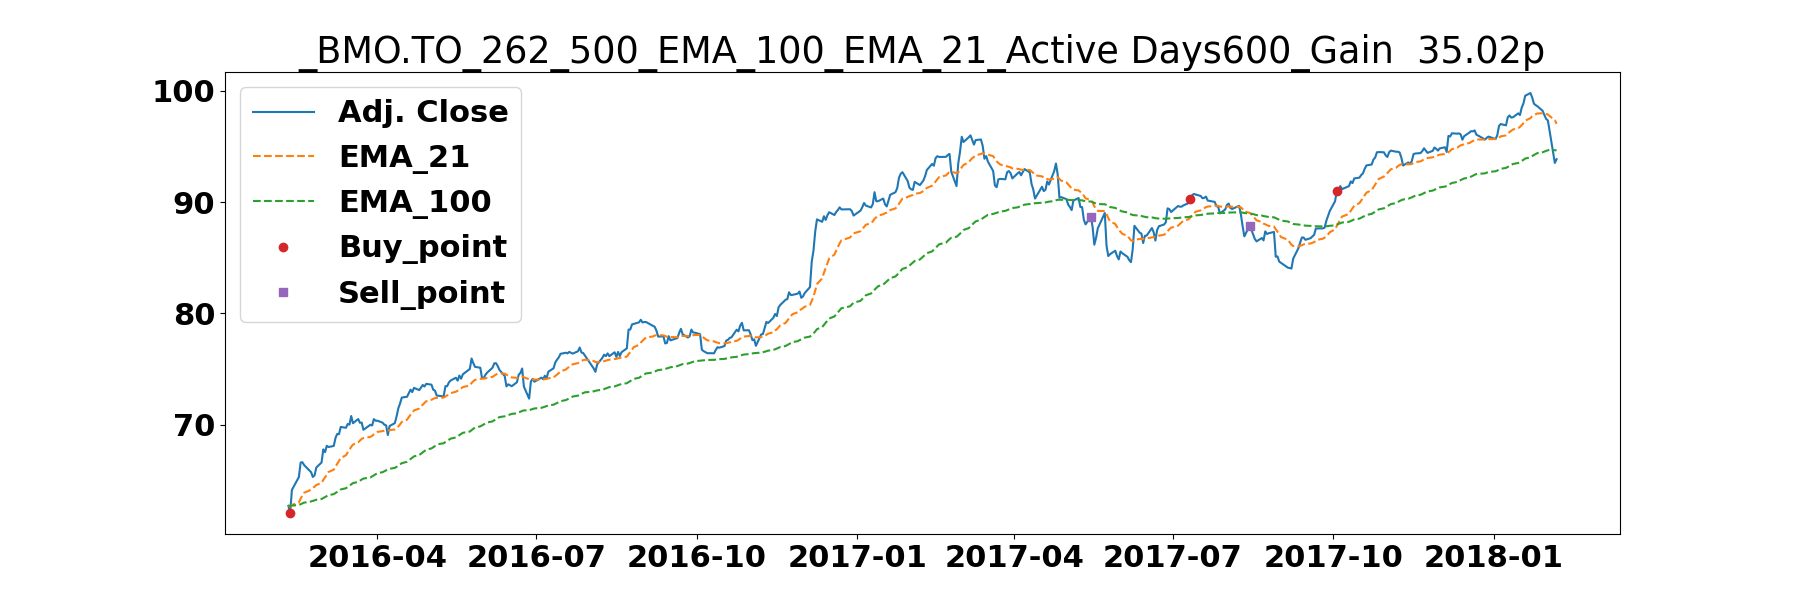 _BMO.TO_262_500_EMA_100_EMA_21_Active Days600_Gain  35.02p
100
90
80
70
Adj. Close
EMA_21
EMA_100
Buy_point
Sell_point
2016-04 2016-07 2016-10 2017-01 2017-04 2017-07 2017-10 2018-01